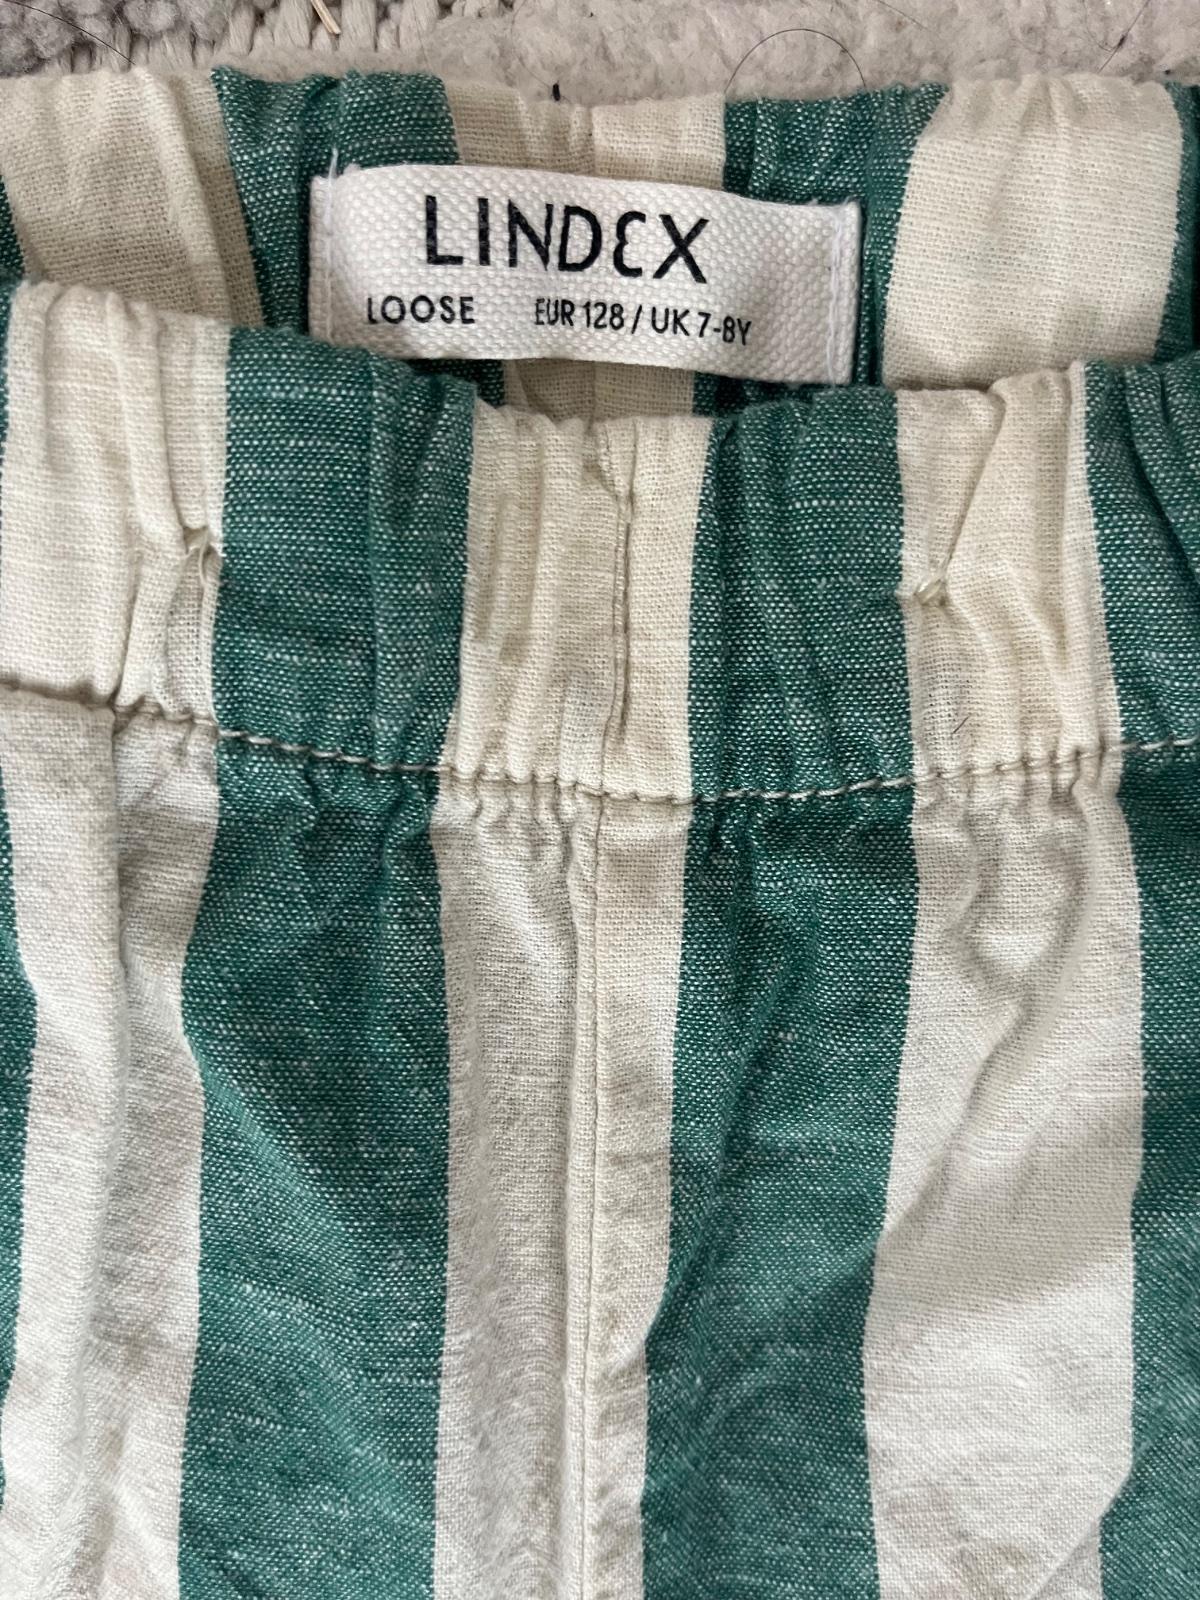 LINDEX
LOOSE EUR 128 / UK 7-8Y